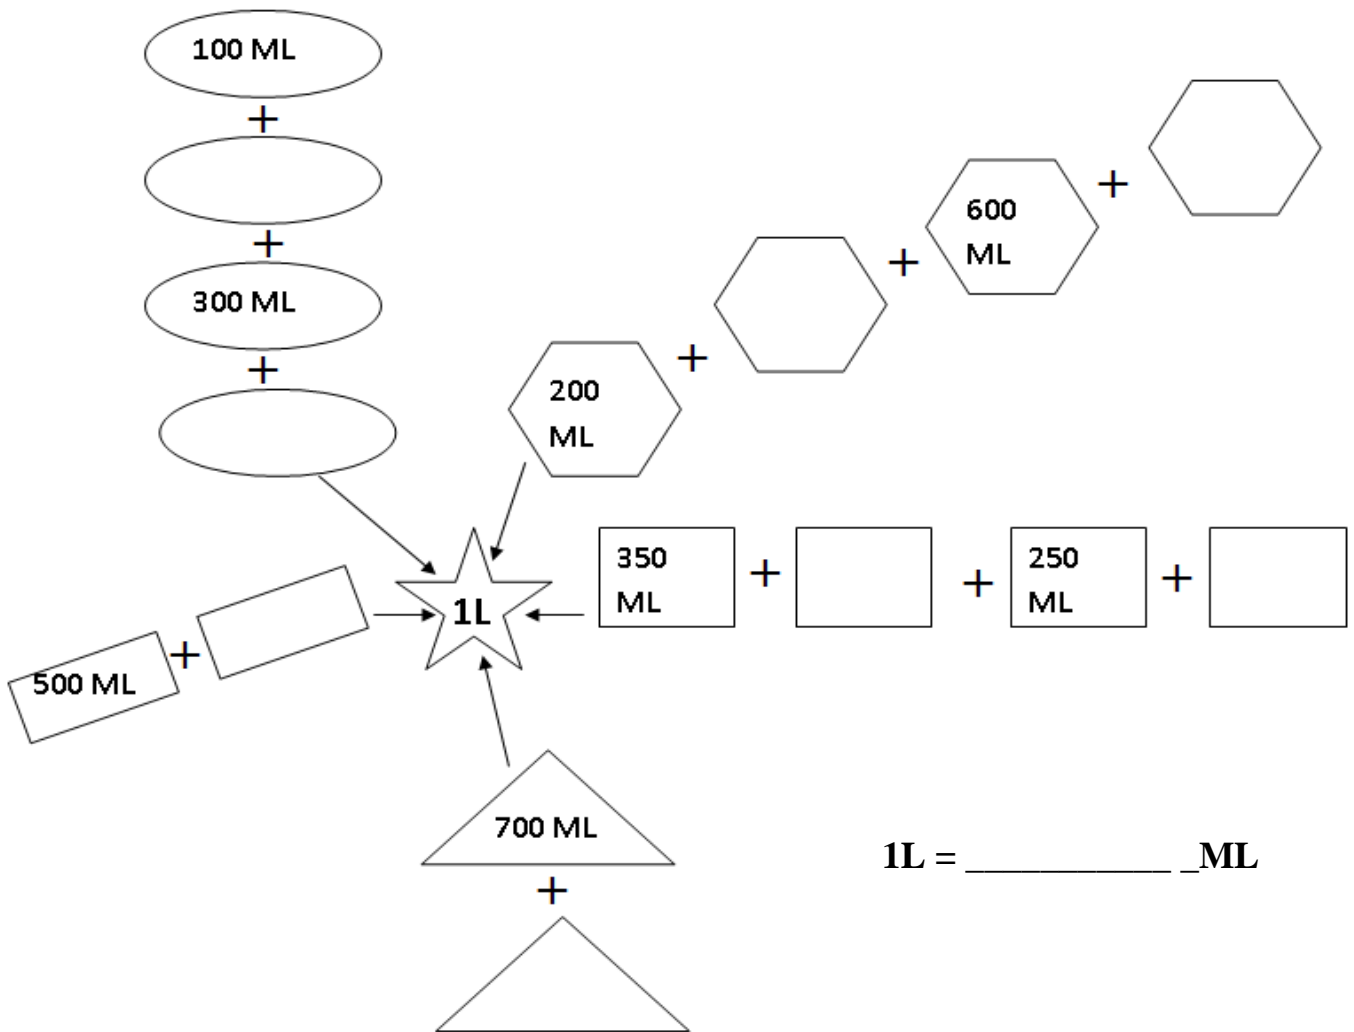 100 ML
+
+
300 ML
+
200
ML
+
+
600
ML
+
1L
350
ML
+
+
250
ML
+
500 ML
+
700 ML
+
1L = ___________ _ML